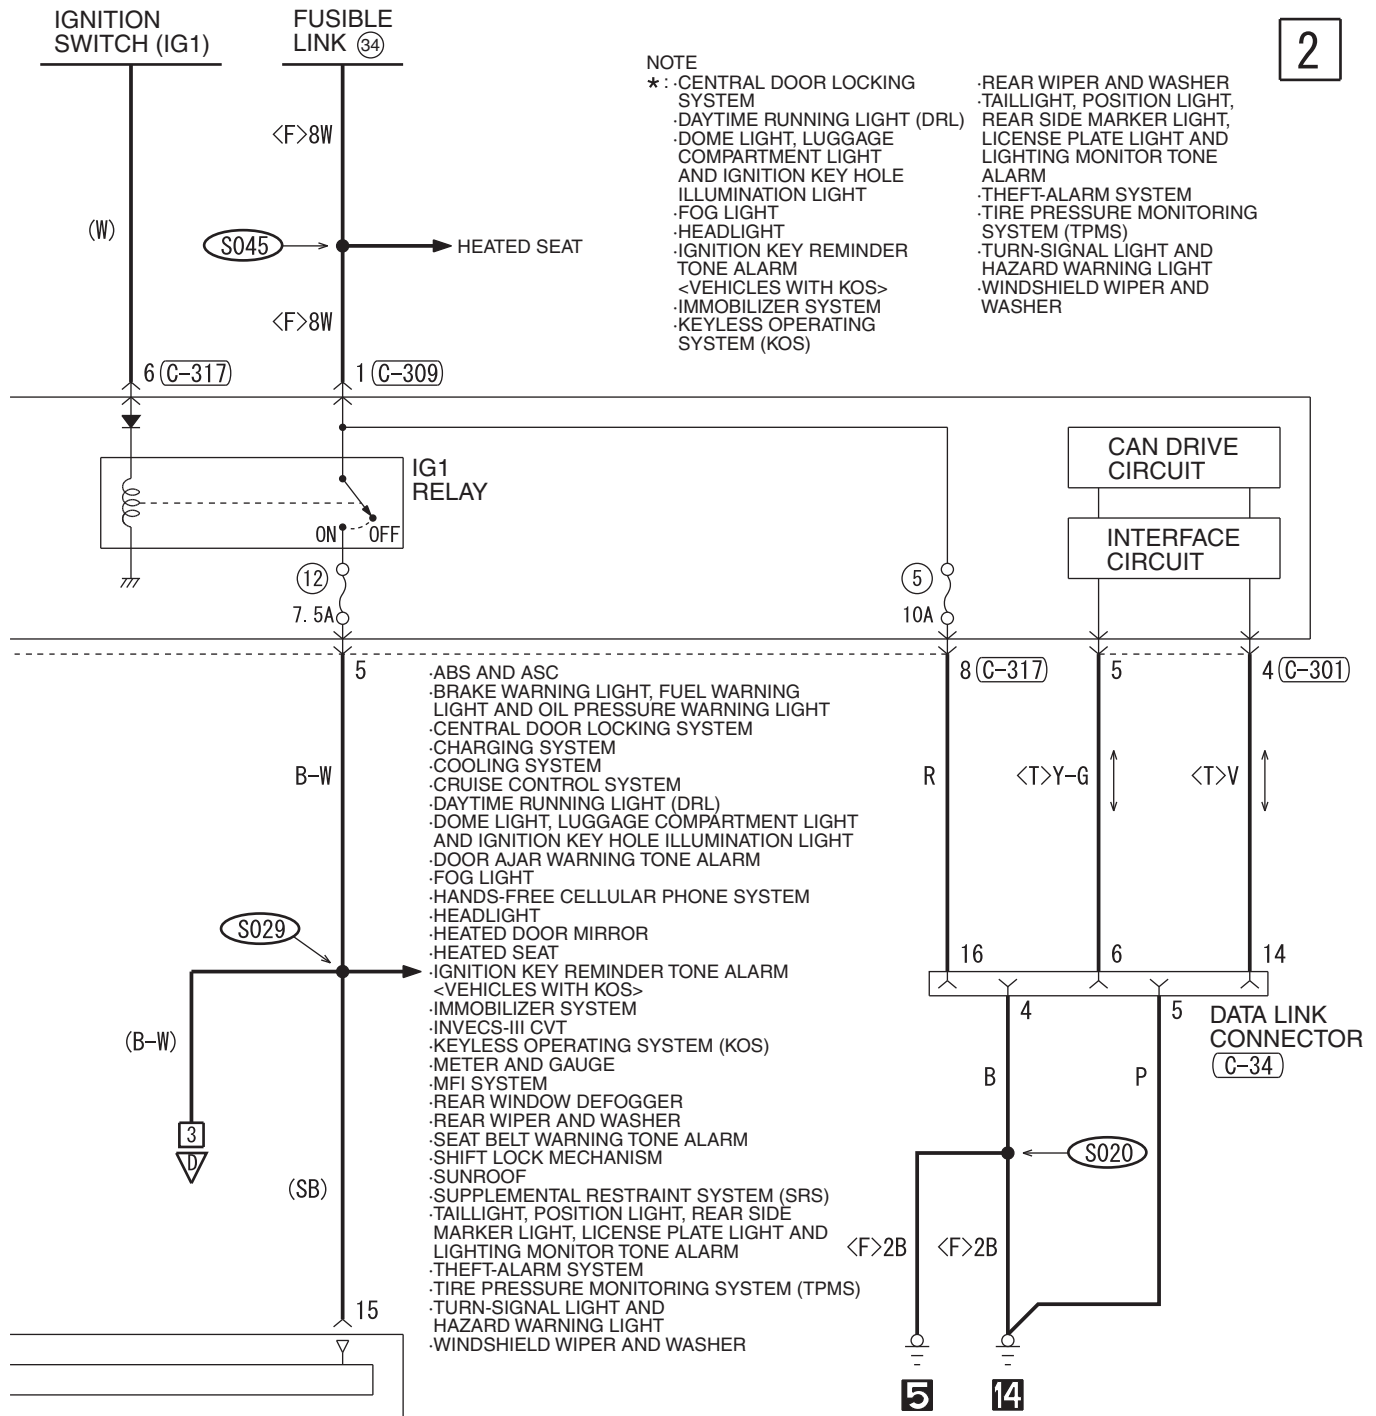 IGNITION
SWITCH (IG1)
FUSIBLE
LINK 34
2
NOTE
*: ·CENTRAL DOOR LOCKING
SYSTEM
·DAYTIME RUNNING LIGHT (DRL)
·DOME LIGHT, LUGGAGE
COMPARTMENT LIGHT
AND IGNITION KEY HOLE
ILLUMINATION LIGHT
·FOG LIGHT
·HEADLIGHT
·IGNITION KEY REMINDER
TONE ALARM
<VEHICLES WITH KOS>
·IMMOBILIZER SYSTEM
·KEYLESS OPERATING
SYSTEM (KOS)
·REAR WIPER AND WASHER
·TAILLIGHT, POSITION LIGHT,
REAR SIDE MARKER LIGHT,
LICENSE PLATE LIGHT AND
LIGHTING MONITOR TONE
ALARM
·THEFT-ALARM SYSTEM
·TIRE PRESSURE MONITORING
SYSTEM (TPMS)
·TURN-SIGNAL LIGHT AND
HAZARD WARNING LIGHT
·WINDSHIELD WIPER AND
WASHER
<F>8W
(W)
S045
HEATED SEAT
<F>8W
6 (C-317)
1 (C-309)
IG1
RELAY
ON
OFF
CAN DRIVE
CIRCUIT
INTERFACE
CIRCUIT
12
7.5A
5
10A
5
8 (C-317)
5
4 (C-301)
B-W
R
<T>Y-G
<T>V
·ABS AND ASC
·BRAKE WARNING LIGHT, FUEL WARNING
LIGHT AND OIL PRESSURE WARNING LIGHT
·CENTRAL DOOR LOCKING SYSTEM
·CHARGING SYSTEM
·COOLING SYSTEM
·CRUISE CONTROL SYSTEM
·DAYTIME RUNNING LIGHT (DRL)
·DOME LIGHT, LUGGAGE COMPARTMENT LIGHT
AND IGNITION KEY HOLE ILLUMINATION LIGHT
·DOOR AJAR WARNING TONE ALARM
·FOG LIGHT
·HANDS-FREE CELLULAR PHONE SYSTEM
·HEADLIGHT
·HEATED DOOR MIRROR
·HEATED SEAT
·IGNITION KEY REMINDER TONE ALARM
<VEHICLES WITH KOS>
·IMMOBILIZER SYSTEM
·INVECS-III CVT
·KEYLESS OPERATING SYSTEM (KOS)
·METER AND GAUGE
·MFI SYSTEM
·REAR WINDOW DEFOGGER
·REAR WIPER AND WASHER
·SEAT BELT WARNING TONE ALARM
·SHIFT LOCK MECHANISM
·SUNROOF
·SUPPLEMENTAL RESTRAINT SYSTEM (SRS)
·TAILLIGHT, POSITION LIGHT, REAR SIDE
MARKER LIGHT, LICENSE PLATE LIGHT AND
LIGHTING MONITOR TONE ALARM
·THEFT-ALARM SYSTEM
·TIRE PRESSURE MONITORING SYSTEM (TPMS)
·TURN-SIGNAL LIGHT AND
HAZARD WARNING LIGHT
·WINDSHIELD WIPER AND WASHER
S029
(B-W)
3
D
(SB)
15
16
6
14
4
5
DATA LINK
CONNECTOR
(C-34)
B
P
S020
<F>2B
<F>2B
5
14